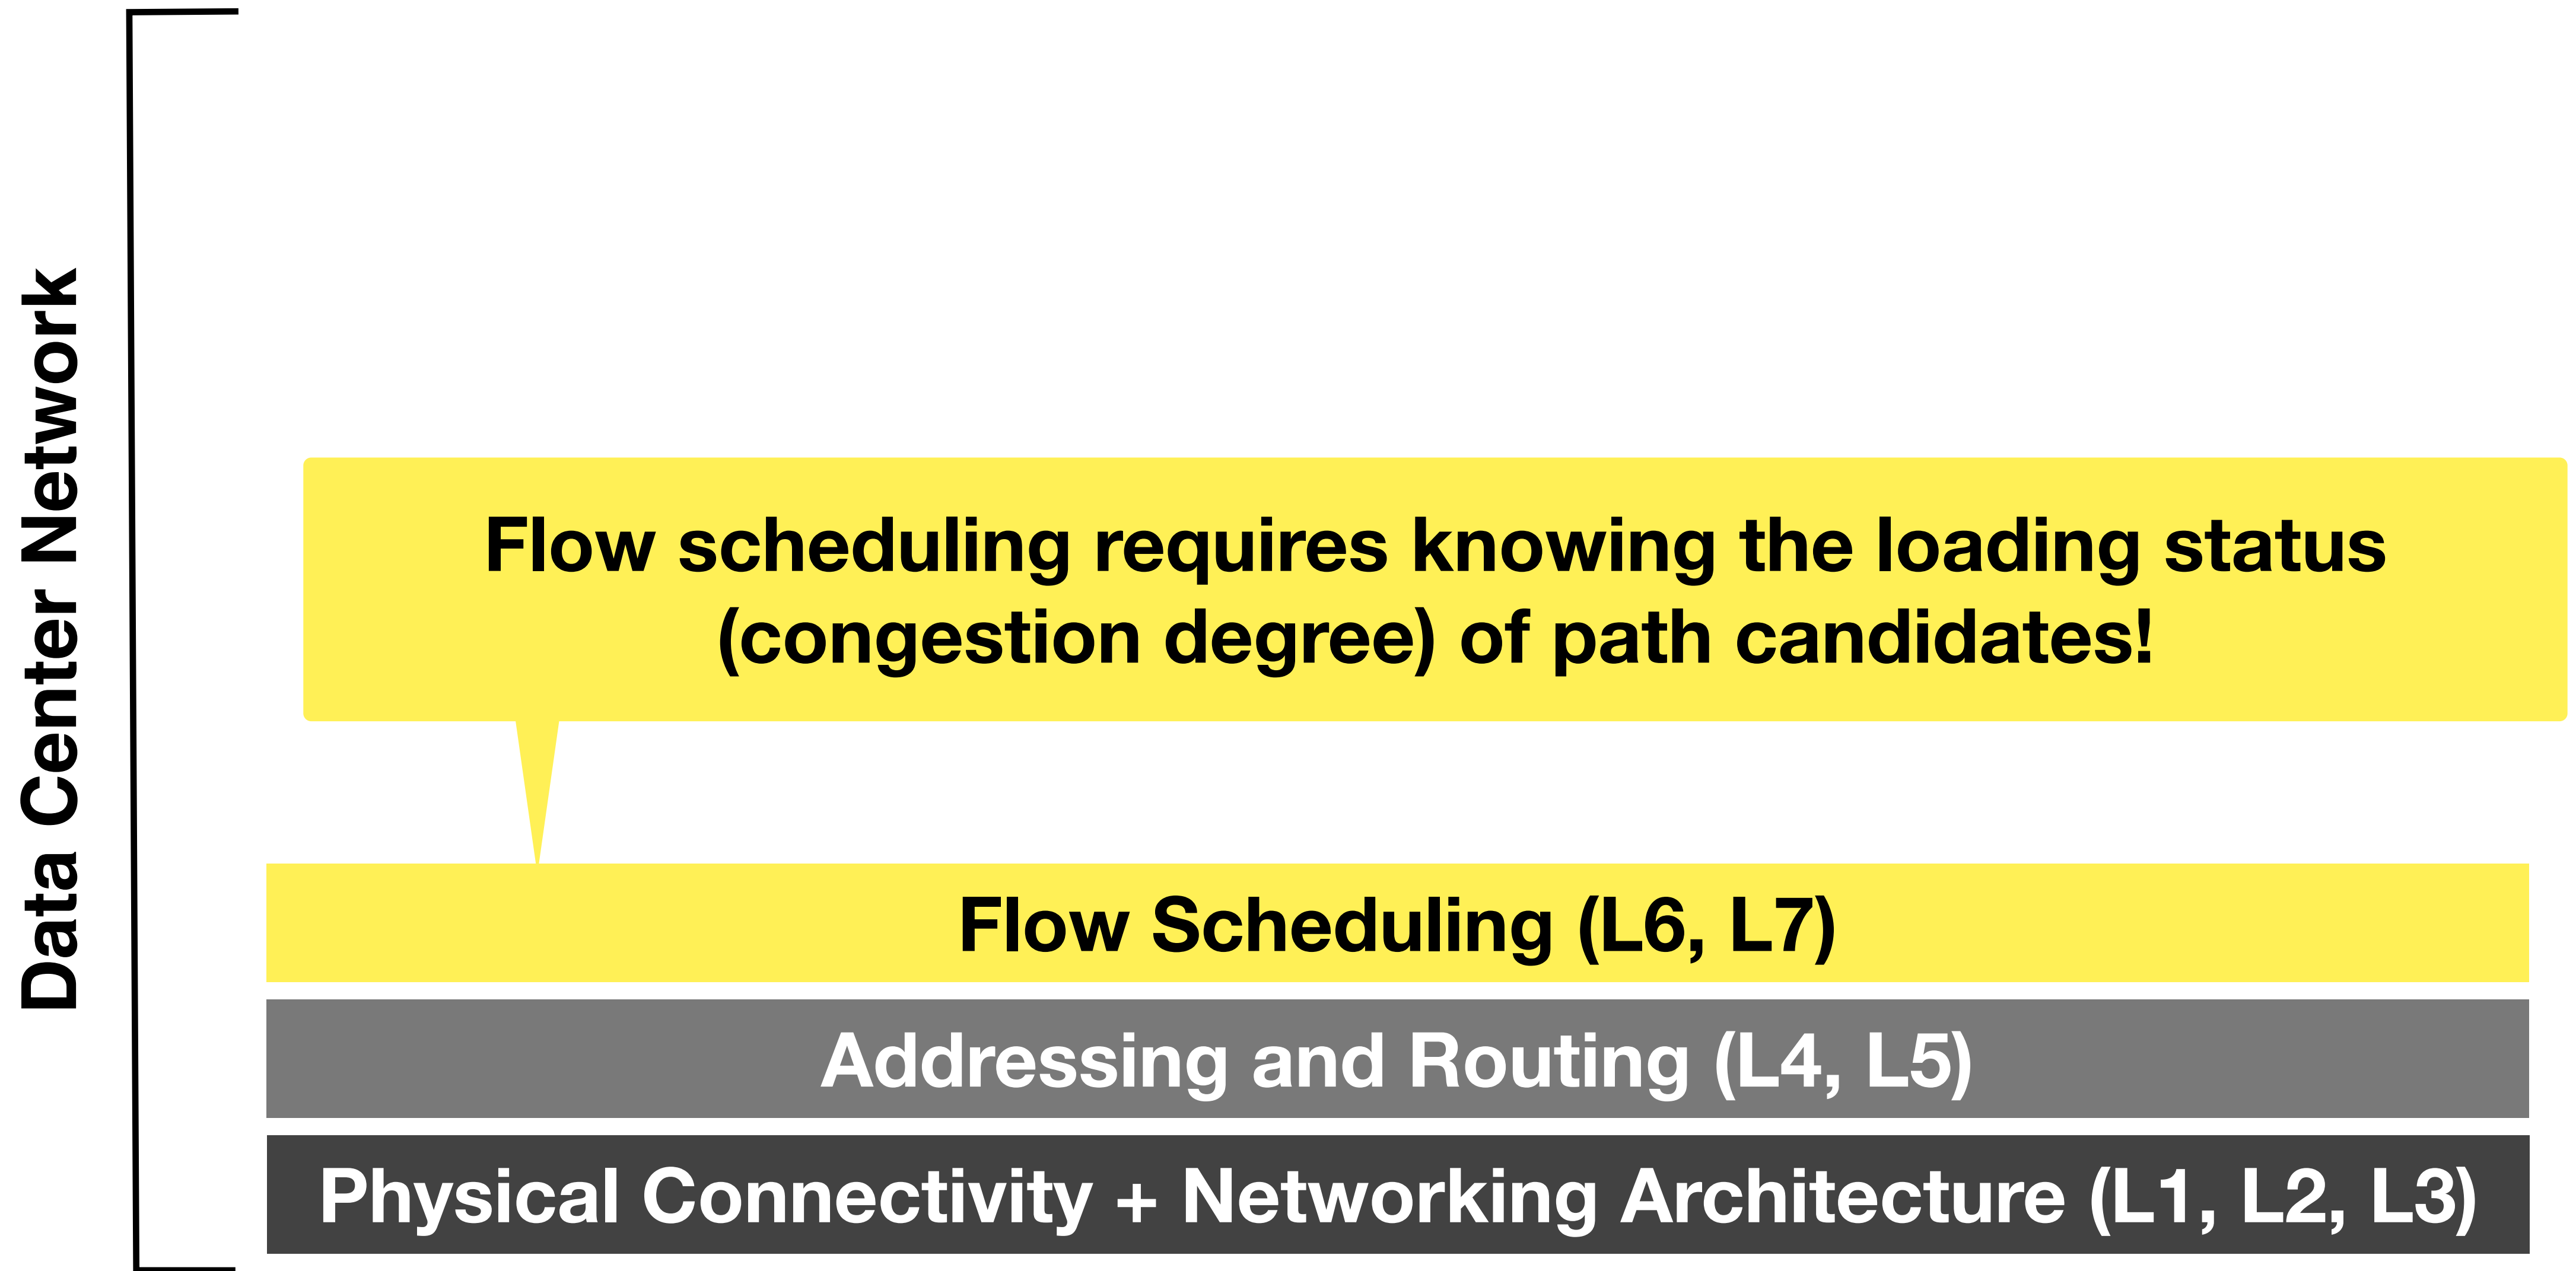 Data Center Network
Flow scheduling requires knowing the loading status
(congestion degree) of path candidates!
Flow Scheduling (L6, L7)
Addressing and Routing (L4, L5)
Physical Connectivity + Networking Architecture (L1, L2, L3)